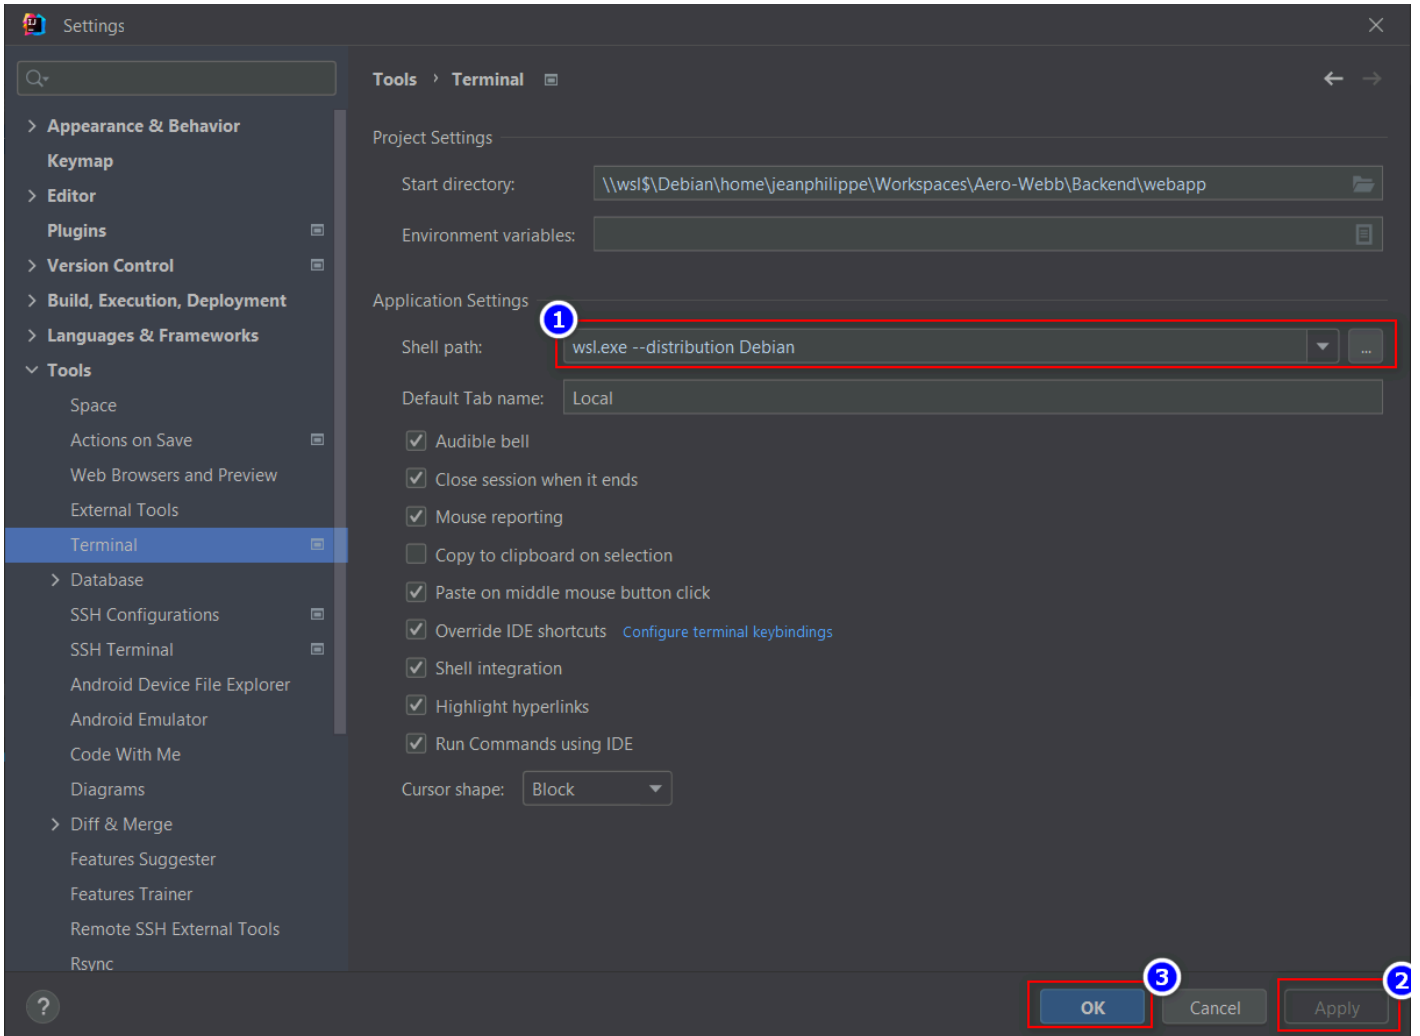 Settings
Appearance & Behavior
Keymap
Editor
Plugins
Version Control
Build, Execution, Deployment
Languages & Frameworks
Tools
Space
Actions on Save
Web Browsers and Preview
External Tools
Terminal
Database
SSH Configurations
SSH Terminal
Android Device File Explorer
Android Emulator
Code With Me
Diagrams
Diff & Merge
Features Suggester
Features Trainer
Remote SSH External Tools
Rsync
Tools › Terminal
Project Settings
Start directory: \\wsl$\Debian\home\jeanphilippe\Workspaces\Aero-Webb\Backend\webapp
Environment variables:
Application Settings
1
Shell path: wsl.exe --distribution Debian ...
Default Tab name: Local
Audible bell
Close session when it ends
Mouse reporting
Copy to clipboard on selection
Paste on middle mouse button click
Override IDE shortcuts Configure terminal keybindings
Shell integration
Highlight hyperlinks
Run Commands using IDE
Cursor shape: Block
3 2
? OK Cancel Apply